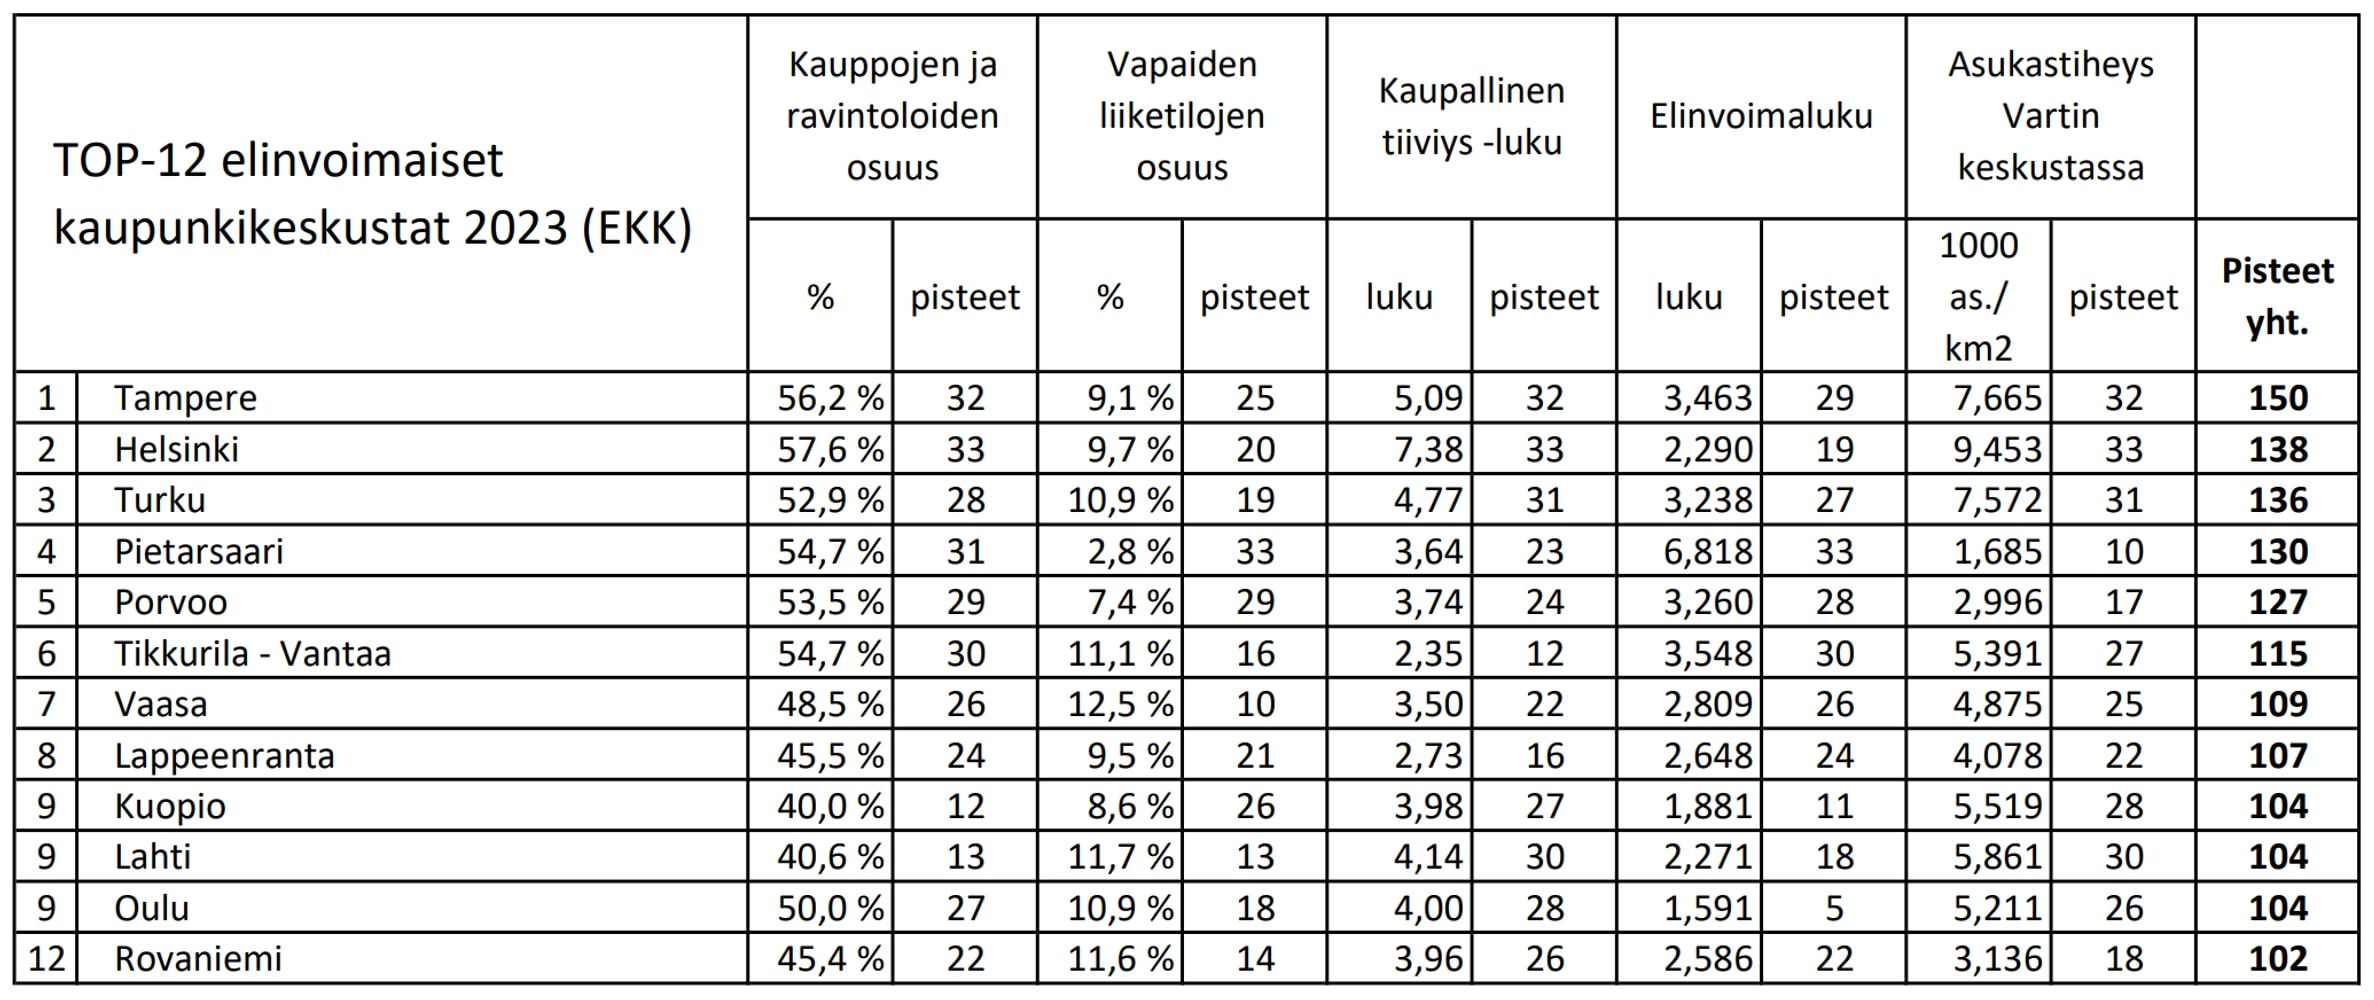 TOP-12 elinvoimaiset
kaupunkikeskustat 2023 (EKK)
Kauppojen ja
ravintoloiden
osuus
Vapaiden
liiketilojen
osuus
Kaupallinen
tiiviys -luku
Elinvoimaluku
Asukastiheys
Vartin
keskustassa
% pisteet % pisteet luku pisteet luku pisteet
1000
as./
km2
pisteet
Pisteet
yht.
1 Tampere 56,2 % 32 9,1 % 25 5,09 32 3,463 29 7,665 32 150
2 Helsinki 57,6 % 33 9,7 % 20 7,38 33 2,290 19 9,453 33 138
3 Turku 52,9 % 28 10,9 % 19 4,77 31 3,238 27 7,572 31 136
4 Pietarsaari 54,7 % 31 2,8 % 33 3,64 23 6,818 33 1,685 10 130
5 Porvoo 53,5 % 29 7,4 % 29 3,74 24 3,260 28 2,996 17 127
6 Tikkurila - Vantaa 54,7 % 30 11,1 % 16 2,35 12 3,548 30 5,391 27 115
7 Vaasa 48,5 % 26 12,5 % 10 3,50 22 2,809 26 4,875 25 109
8 Lappeenranta 45,5 % 24 9,5 % 21 2,73 16 2,648 24 4,078 22 107
9 Kuopio 40,0 % 12 8,6 % 26 3,98 27 1,881 11 5,519 28 104
9 Lahti 40,6 % 13 11,7 % 13 4,14 30 2,271 18 5,861 30 104
9 Oulu 50,0 % 27 10,9 % 18 4,00 28 1,591 5 5,211 26 104
12 Rovaniemi 45,4 % 22 11,6 % 14 3,96 26 2,586 22 3,136 18 102